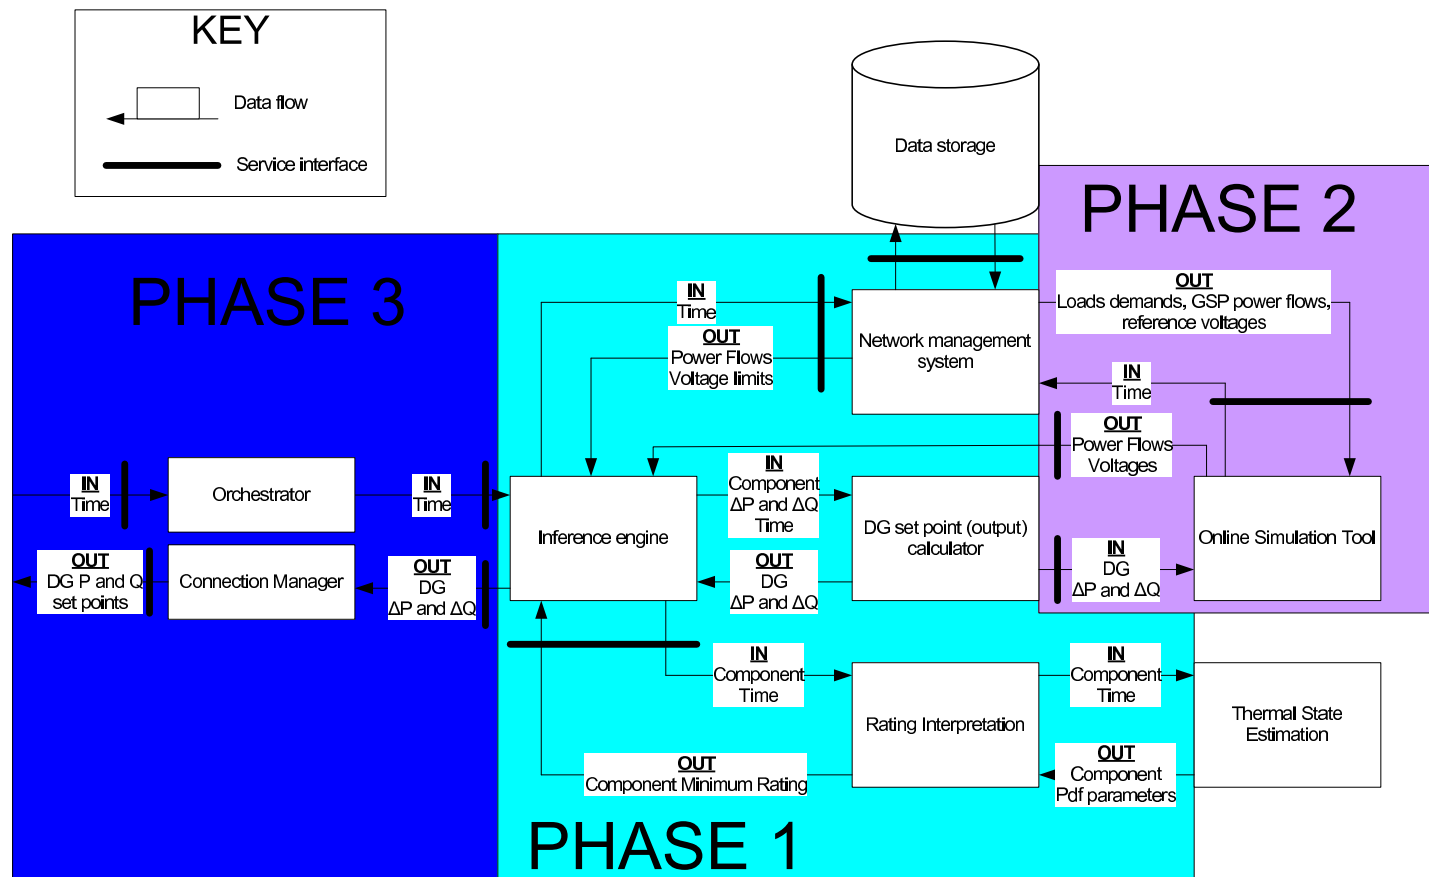 KEY
Data flow
Service interface
Data storage
PHASE 2
PHASE 3
IN
Time
OUT
Power Flows
Voltage limits
Network management
system
OUT
Loads demands, GSP power flows,
reference voltages
IN
Time
OUT
Power Flows
Voltages
IN
Time
Orchestrator
IN
Time
Inference engine
IN
Component
ΔP and ΔQ
Time
DG set point (output)
calculator
Online Simulation Tool
OUT
DG P and Q
set points
Connection Manager
OUT
DG
ΔP and ΔQ
OUT
DG
ΔP and ΔQ
IN
DG
ΔP and ΔQ
IN
Component
Time
Rating Interpretation
IN
Component
Time
Thermal State
Estimation
OUT
Component Minimum Rating
OUT
Component
Pdf parameters
PHASE 1